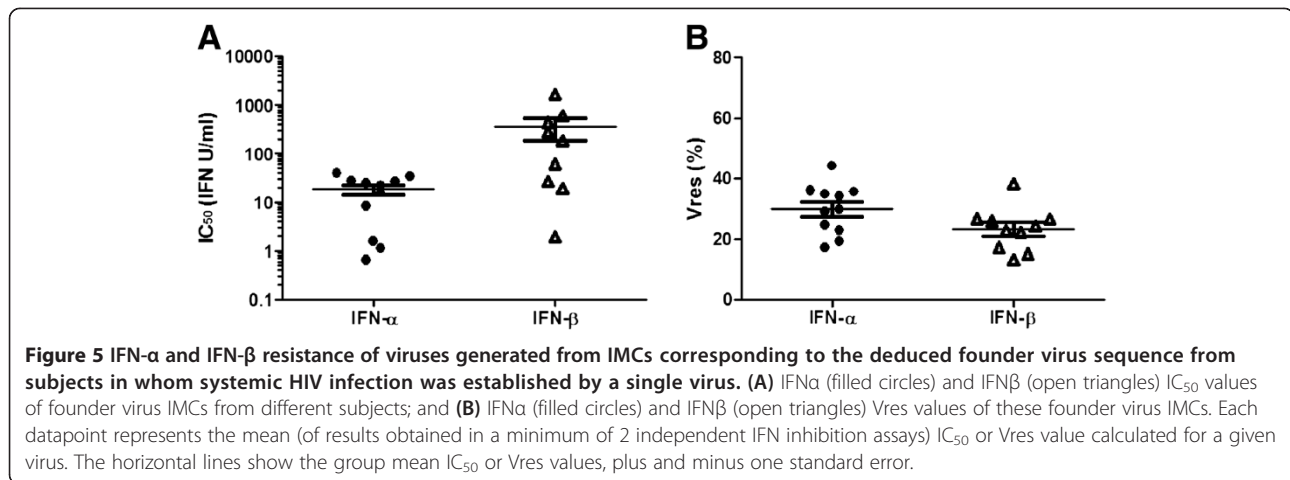 A
B
10000
1000
100
10
1
0.1
IC50 (IFN U/ml)
IFN-α
IFN-β
80
60
40
20
0
Vres (%)
IFN-α
IFN-β
Figure 5 IFN-α and IFN-β resistance of viruses generated from IMCs corresponding to the deduced founder virus sequence from
subjects in whom systemic HIV infection was established by a single virus. (A) IFNα (filled circles) and IFNβ (open triangles) IC50 values
of founder virus IMCs from different subjects; and (B) IFNα (filled circles) and IFNβ (open triangles) Vres values of these founder virus IMCs. Each
datapoint represents the mean (of results obtained in a minimum of 2 independent IFN inhibition assays) IC50 or Vres value calculated for a given
virus. The horizontal lines show the group mean IC50 or Vres values, plus and minus one standard error.